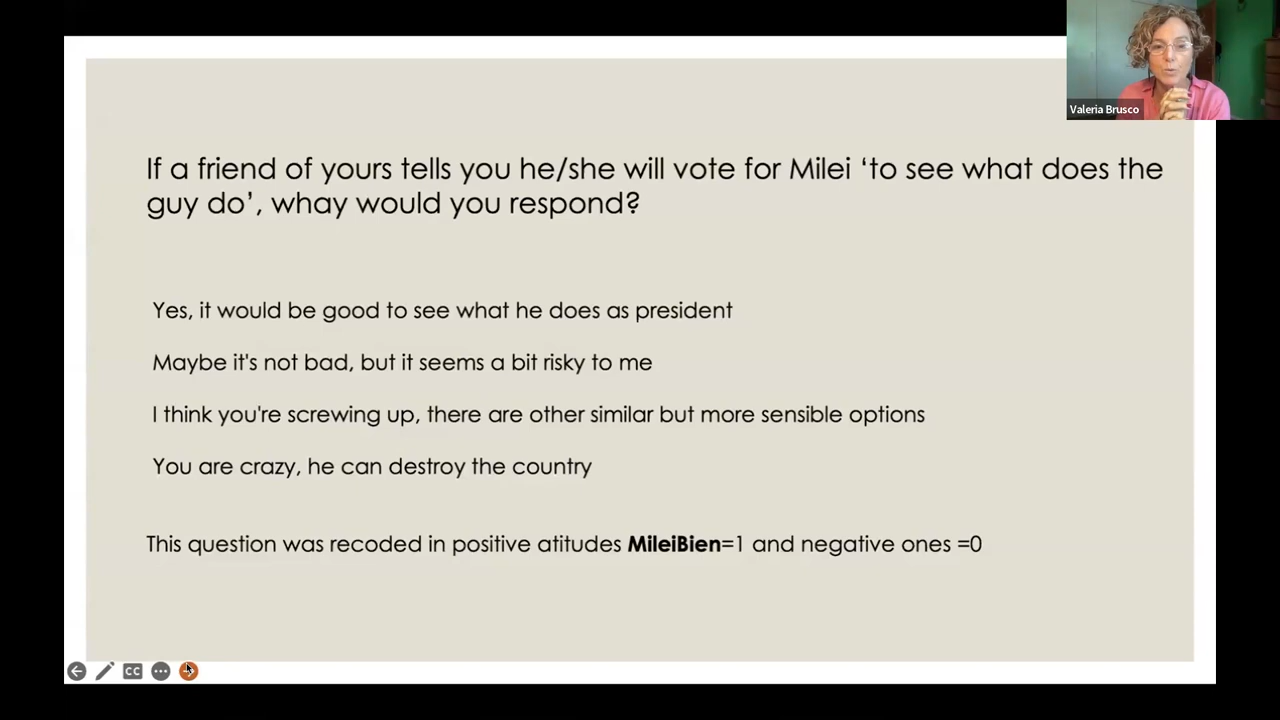 Valeria Brusco
If a friend of yours tells you he/she will vote for Milei ‘to see what does the
guy do’, whay would you respond?
Yes, it would be good to see what he does as president
Maybe it's not bad, but it seems a bit risky to me
I think you're screwing up, there are other similar but more sensible options
You are crazy, he can destroy the country
This question was recoded in positive atitudes MileiBien=1 and negative ones =0
CC